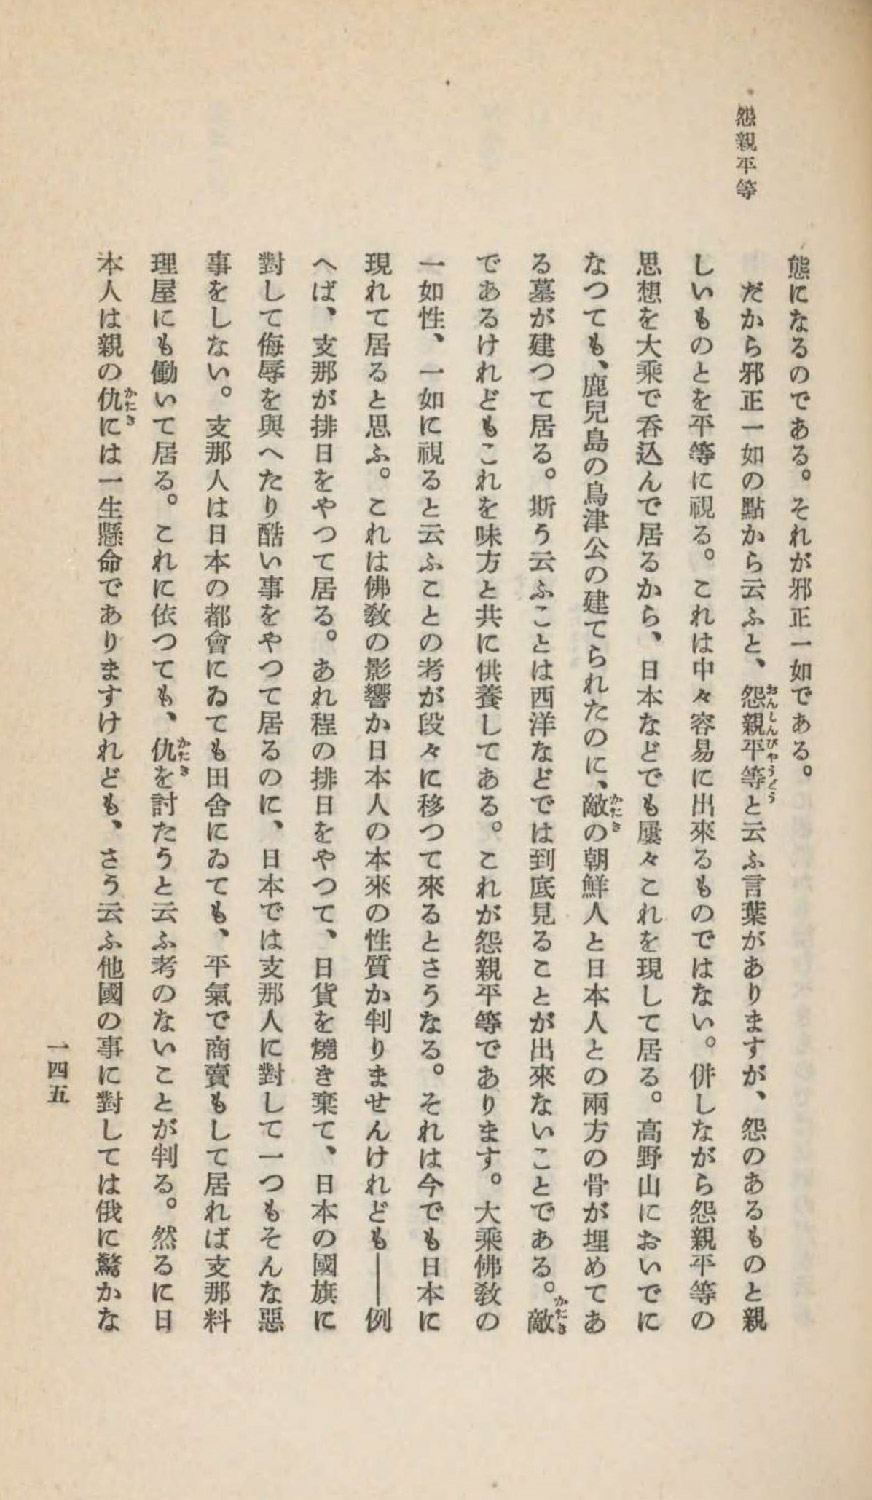 怨親平等
態になるのである。それが邪正一如である。
だから邪正一如の點から云ふと、怨親平等と云ふ言葉がありますが、怨のあるものと親
しいものとを平等に視る。これは中々容易に出來るものではない。併しながら怨親平等の
思想を大乘で呑込んで居るから、日本などでも屢々これを現して居る。高野山においでに
なつても、鹿兒島の島津公の建てられたのに、敵の朝鮮人と日本人との兩方の骨が埋めてあ
る墓が建つて居る。斯う云ふことは西洋などでは到底見ることが出來ないことである。敵
であるけれどもこれを味方と共に供養してある。これが怨親平等であります。大乘佛敎の
一如性、一如に視ると云ふことの考が段々に移つて來るとさうなる。それは今でも日本に
現れて居ると思ふ。これは佛敎の影響か日本人の本來の性質か判りませんけれども――例
へば、支那が排日をやつて居る。あれ程の排日をやつて、日貨を燒き棄て、日本の國旗に
對して侮辱を與へたり酷い事をやつて居るのに、日本では支那人に對して一つもそんな惡
事をしない。支那人は日本の都會にゐても田舍にゐても、平氣で商賣もして居れば支那料
理屋にも働いて居る。これに依つても、仇を討たうと云ふ考のないことが判る。然るに日
本人は親の仇には一生懸命でありますけれども、さう云ふ他國の事に對しては俄に驚かな
一四五